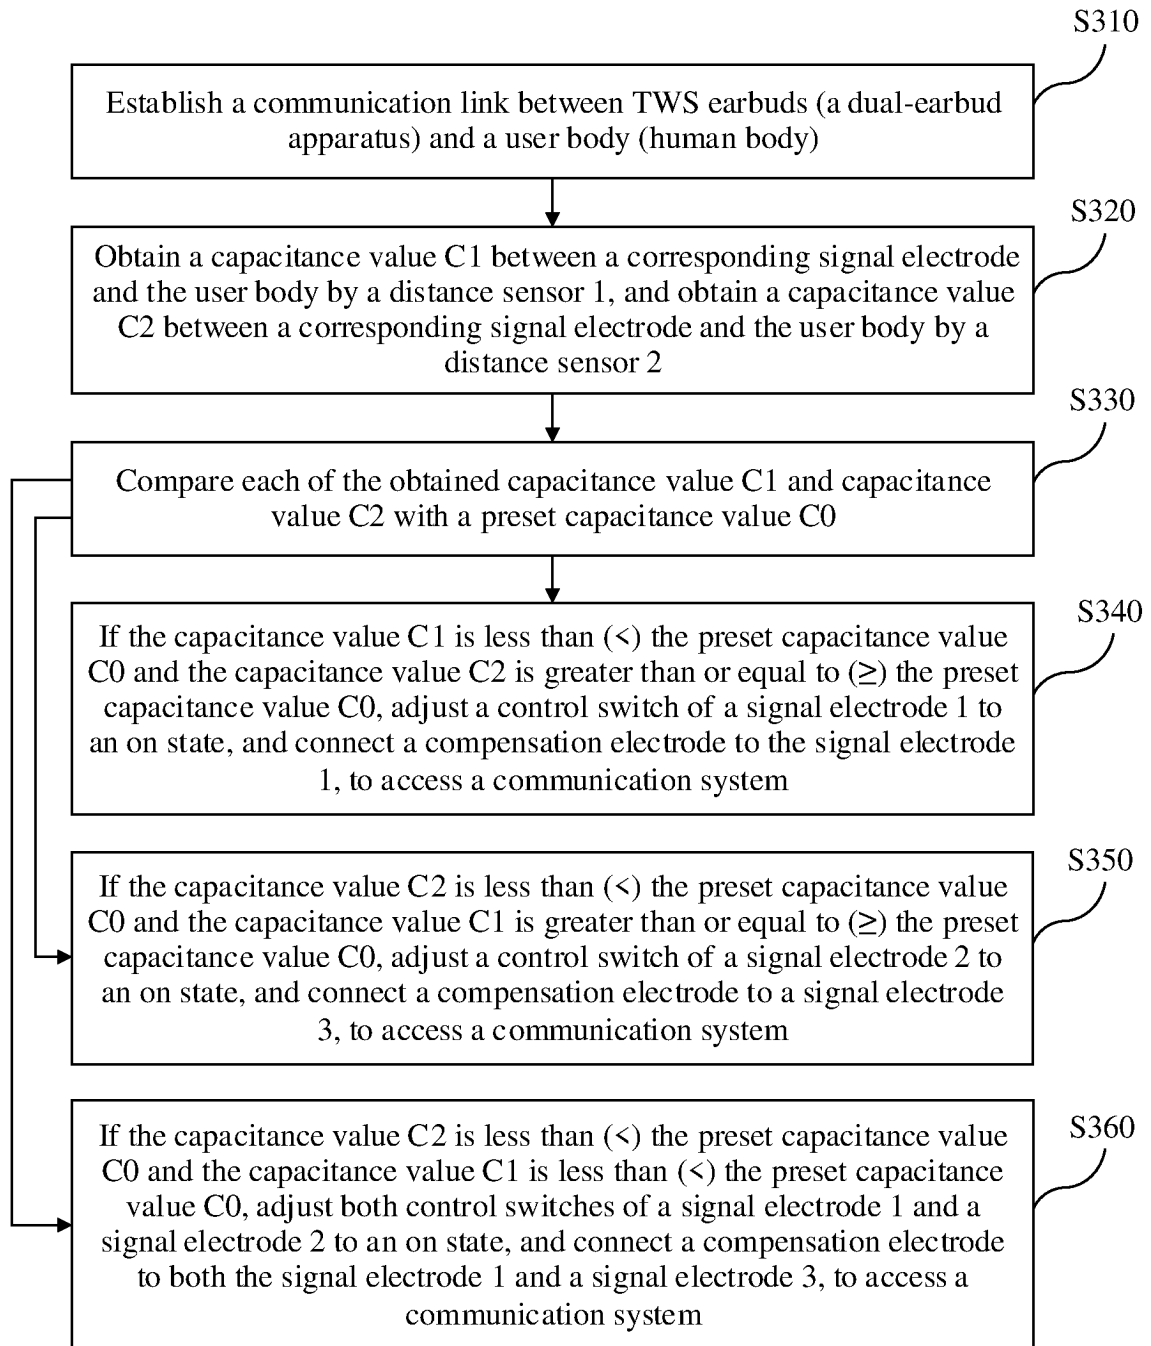 S310
Establish a communication link between TWS earbuds (a dual-earbud
apparatus) and a user body (human body)
S320
Obtain a capacitance value C1 between a corresponding signal electrode
and the user body by a distance sensor 1, and obtain a capacitance value
C2 between a corresponding signal electrode and the user body by a
distance sensor 2
S330
Compare each of the obtained capacitance value C1 and capacitance
value C2 with a preset capacitance value C0
S340
If the capacitance value C1 is less than (<) the preset capacitance value
C0 and the capacitance value C2 is greater than or equal to (≥) the preset
capacitance value C0, adjust a control switch of a signal electrode 1 to
an on state, and connect a compensation electrode to the signal electrode
1, to access a communication system
S350
If the capacitance value C2 is less than (<) the preset capacitance value
C0 and the capacitance value C1 is greater than or equal to (≥) the preset
capacitance value C0, adjust a control switch of a signal electrode 2 to
an on state, and connect a compensation electrode to a signal electrode
3, to access a communication system
S360
If the capacitance value C2 is less than (<) the preset capacitance value
C0 and the capacitance value C1 is less than (<) the preset capacitance
value C0, adjust both control switches of a signal electrode 1 and a
signal electrode 2 to an on state, and connect a compensation electrode
to both the signal electrode 1 and a signal electrode 3, to access a
communication system